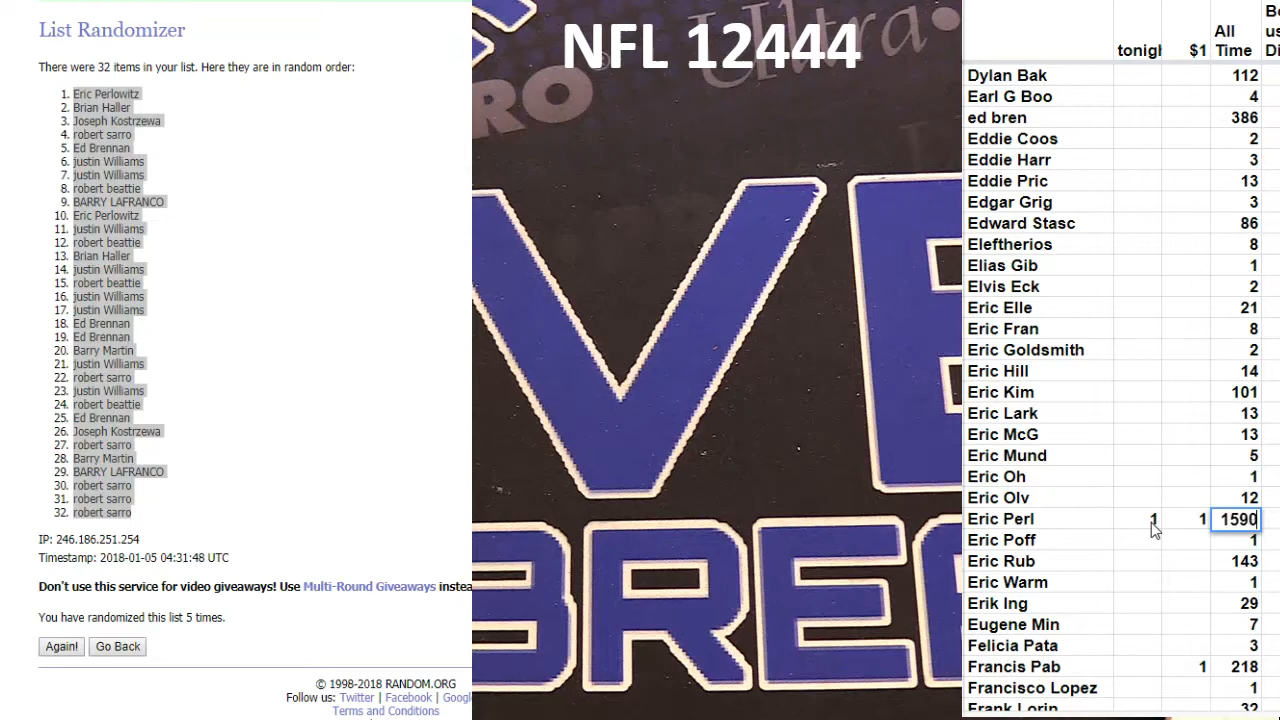 List Randomizer
There were 32 items in your list. Here they are in random order:
1. Eric Perlowitz
2. Brian Haller
3. Joseph Kostrzewa
4. robert sarro
5. Ed Brennan
6. justin Williams
7. justin Williams
8. robert beattie
9. BARRY LAFRANCO
10. Eric Perlowitz
11. justin Williams
12. robert beattie
13. Brian Haller
14. justin Williams
15. robert beattie
16. justin Williams
17. justin Williams
18. Ed Brennan
19. Ed Brennan
20. Barry Martin
21. justin Williams
22. robert sarro
23. justin Williams
24. robert beattie
25. Ed Brennan
26. Joseph Kostrzewa
27. robert sarro
28. Barry Martin
29. BARRY LAFRANCO
30. robert sarro
31. robert sarro
32. robert sarro
IP: 246.186.251.254
Timestamp: 2018-01-05 04:31:48 UTC
Don't use this service for video giveaways! Use Multi-Round Giveaways instea
You have randomized this list 5 times.
Again! Go Back
© 1998-2018 RANDOM.ORG
Follow us: Twitter | Facebook | Google
Terms and Conditions
NFL 12444
Ultra
RO®
VE
BREA
All
tonigh $1 Time
Dylan Bak 112
Earl G Boo 4
ed bren 386
Eddie Coos 2
Eddie Harr 3
Eddie Pric 13
Edgar Grig 3
Edward Stasc 86
Eleftherios 8
Elias Gib 1
Elvis Eck 2
Eric Elle 21
Eric Fran 8
Eric Goldsmith 2
Eric Hill 14
Eric Kim 101
Eric Lark 13
Eric McG 13
Eric Mund 5
Eric Oh 1
Eric Olv 12
Eric Perl 1 1 1590
Eric Poff 1
Eric Rub 143
Eric Warm 1
Erik Ing 29
Eugene Min 7
Felicia Pata 3
Francis Pab 1 218
Francisco Lopez 1
Frank Lorin 32